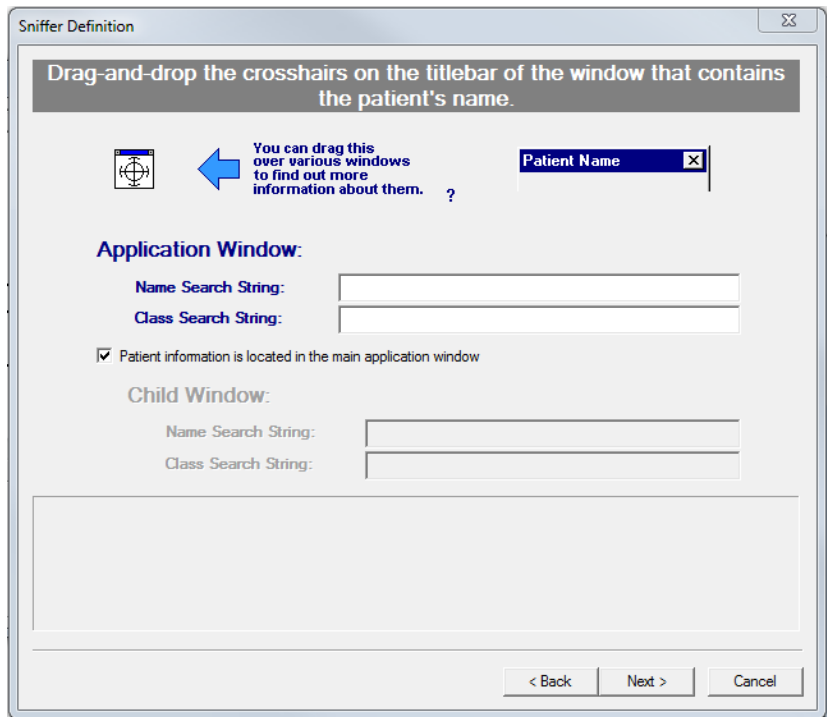 Sniffer Definition
Drag-and-drop the crosshairs on the titlebar of the window that contains
the patient's name.
You can drag this
over various windows
to find out more
information about them.
?
Patient Name
Application Window:
Name Search String:
Class Search String:
Patient information is located in the main application window
Child Window:
Name Search String:
Class Search String:
< Back
Next >
Cancel